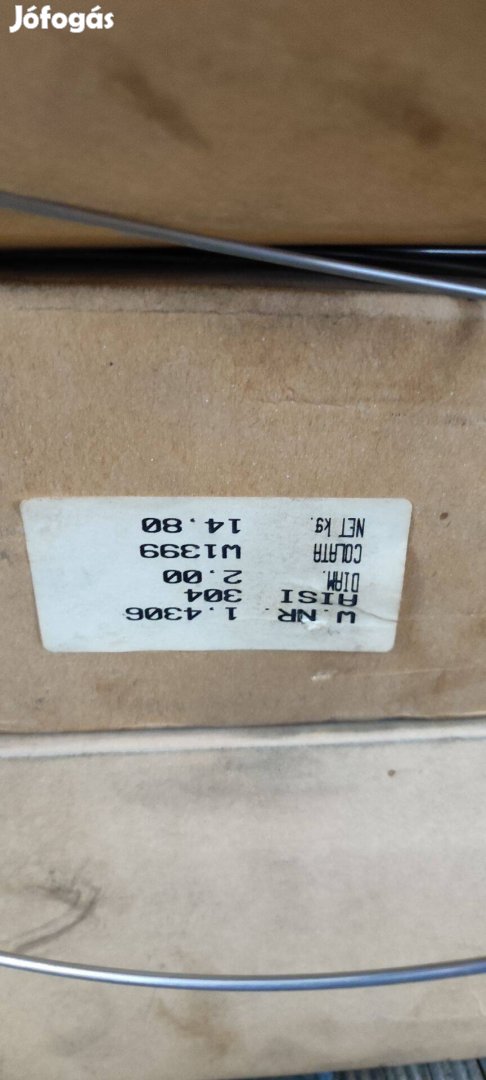 Jófogás
W.NR. 1.4306
AISI 304
DIAM. 2.00
COLATA W1399
NET kg. 14.80